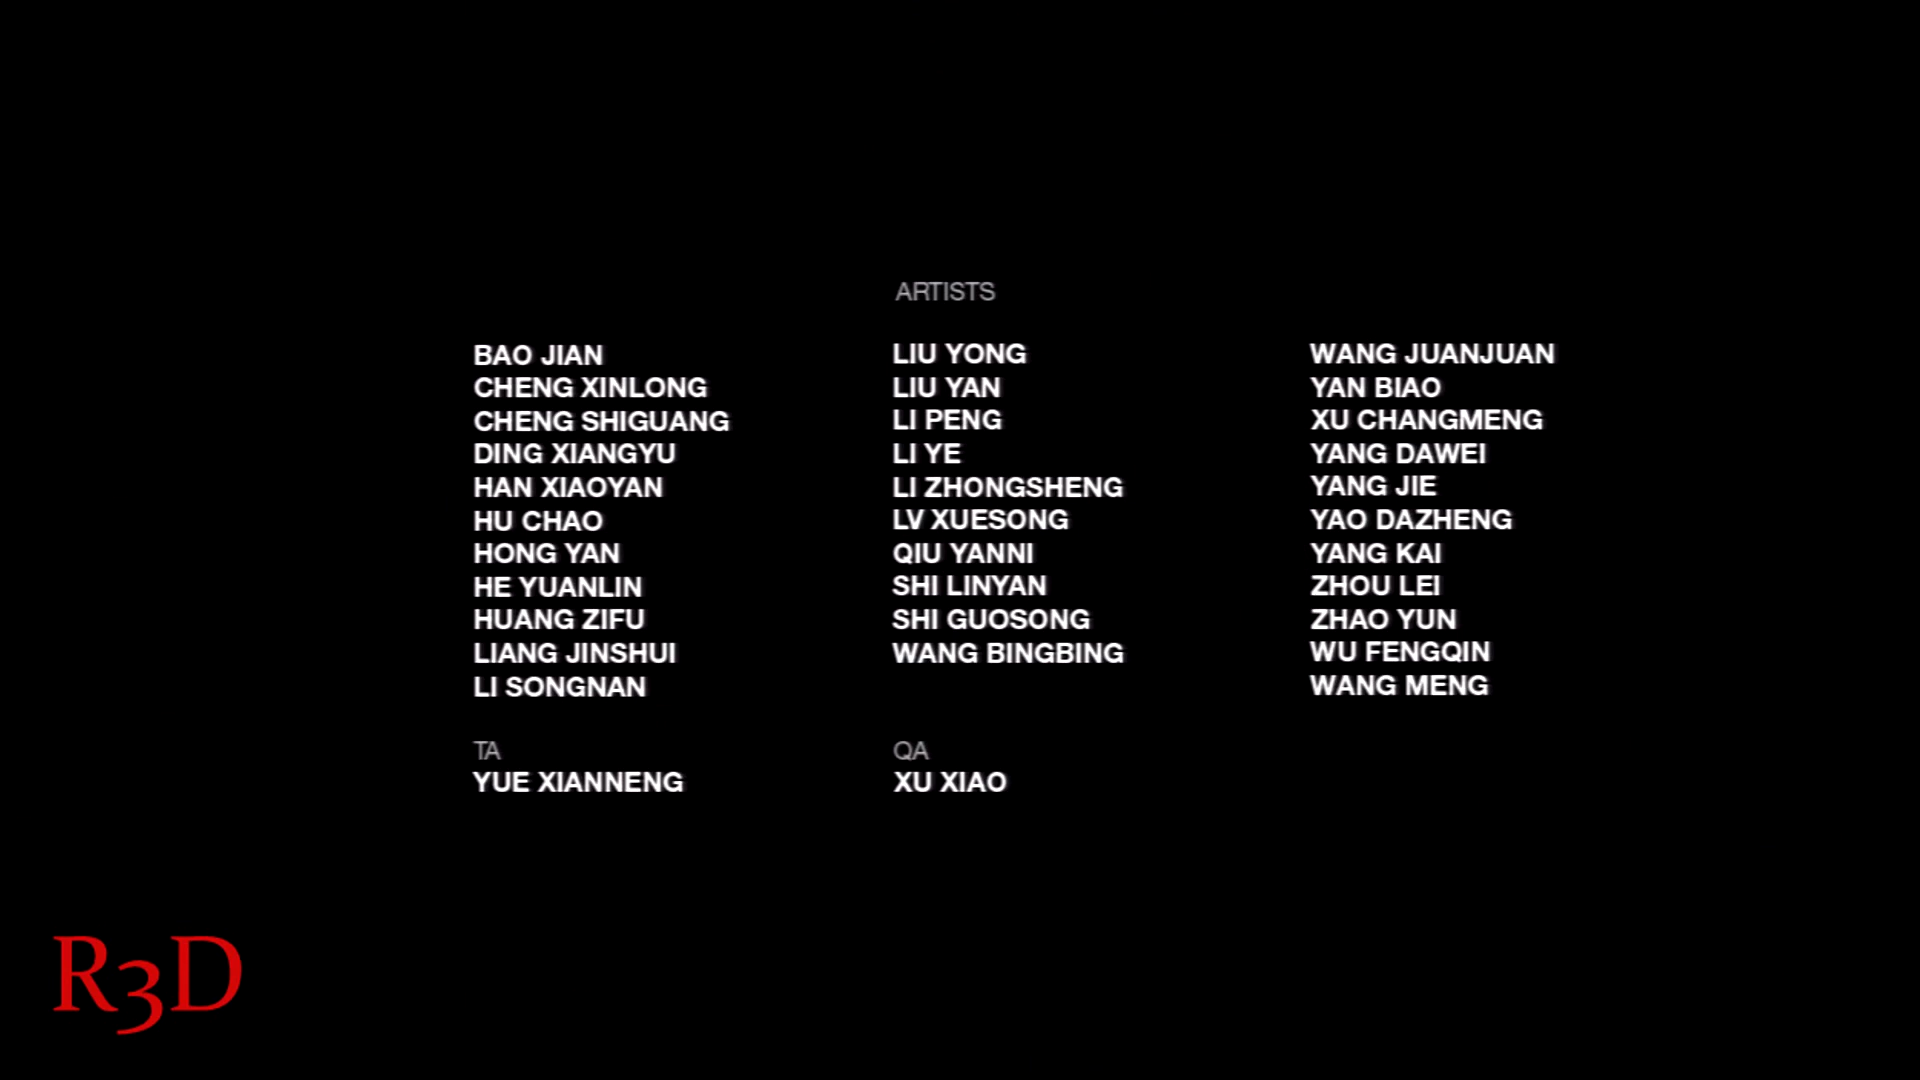 ARTISTS
BAO JIAN
CHENG XINLONG
CHENG SHIGUANG
DING XIANGYU
HAN XIAOYAN
HU CHAO
HONG YAN
HE YUANLIN
HUANG ZIFU
LIANG JINSHUI
LI SONGNAN
LIU YONG
LIU YAN
LI PENG
LI YE
LI ZHONGSHENG
LV XUESONG
QIU YANNI
SHI LINYAN
SHI GUOSONG
WANG BINGBING
WANG JUANJUAN
YAN BIAO
XU CHANGMENG
YANG DAWEI
YANG JIE
YAO DAZHENG
YANG KAI
ZHOU LEI
ZHAO YUN
WU FENGQIN
WANG MENG
TA
YUE XIANNENG
QA
XU XIAO
R3D